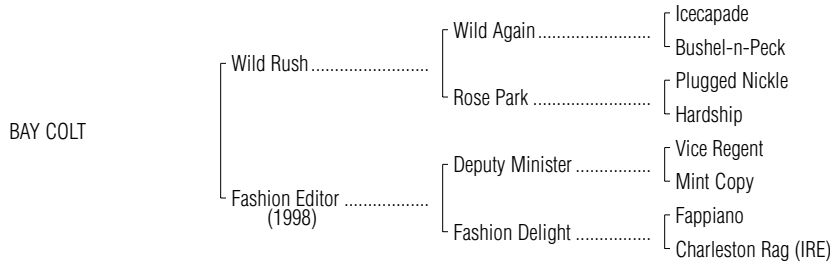 Icecapade
Wild Again.......................
Bushel-n-Peck
Wild Rush........................
Plugged Nickle
Rose Park ........................
Hardship
BAY COLT
Vice Regent
Deputy Minister ................
Mint Copy
Fashion Editor .................
(1998)
Fappiano
Fashion Delight ................
Charleston Rag (IRE)